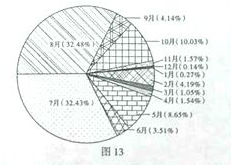 9月(4.14%)
8月(32.48%)
10月(10.03%)
11月(1.57%)
12月(0.14%)
1月(0.27%)
2月(4.19%)
3月(1.05%)
4月(1.54%)
7月(32.43%)
5月(8.65%)
6月(3.51%)
图 13